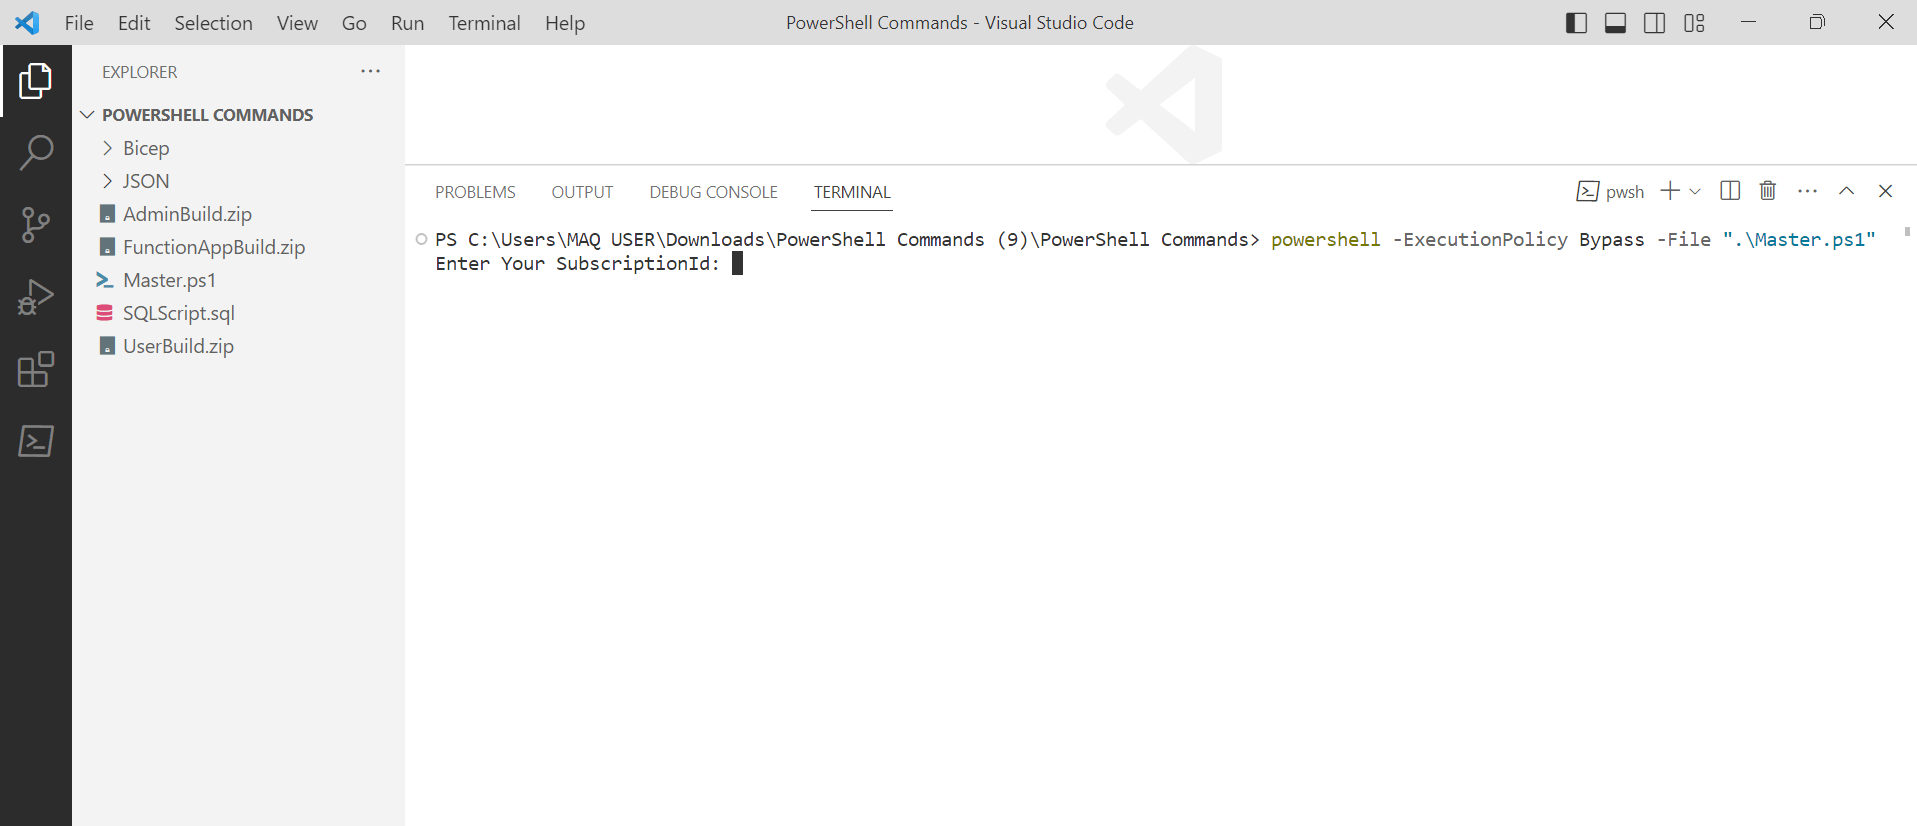 File Edit Selection View Go Run Terminal Help
PowerShell Commands - Visual Studio Code
EXPLORER
POWERSHELL COMMANDS
Bicep
JSON
AdminBuild.zip
FunctionAppBuild.zip
Master.ps1
SQLScript.sql
UserBuild.zip
PROBLEMS OUTPUT DEBUG CONSOLE TERMINAL
pwsh
PS C:\Users\MAQ USER\Downloads\PowerShell Commands (9)\PowerShell Commands> powershell -ExecutionPolicy Bypass -File ".\Master.ps1"
Enter Your SubscriptionId: